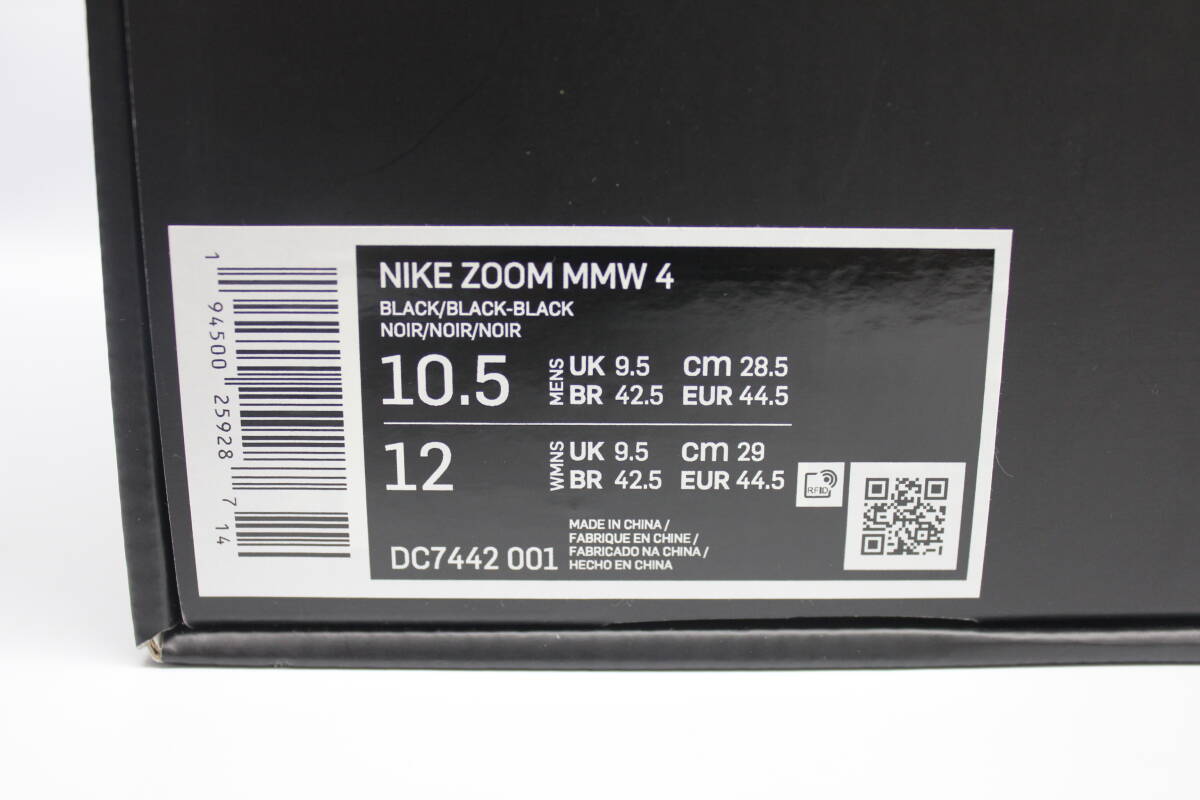 1 94500 25928 7 14
NIKE ZOOM MMW 4
BLACK/BLACK-BLACK
NOIR/NOIR/NOIR
10.5 MENS UK 9.5 cm 28.5
BR 42.5 EUR 44.5
12 WMNS UK 9.5 cm 29
BR 42.5 EUR 44.5
RFID
DC7442 001
MADE IN CHINA /
FABRIQUE EN CHINE /
FABRICADO NA CHINA /
HECHO EN CHINA